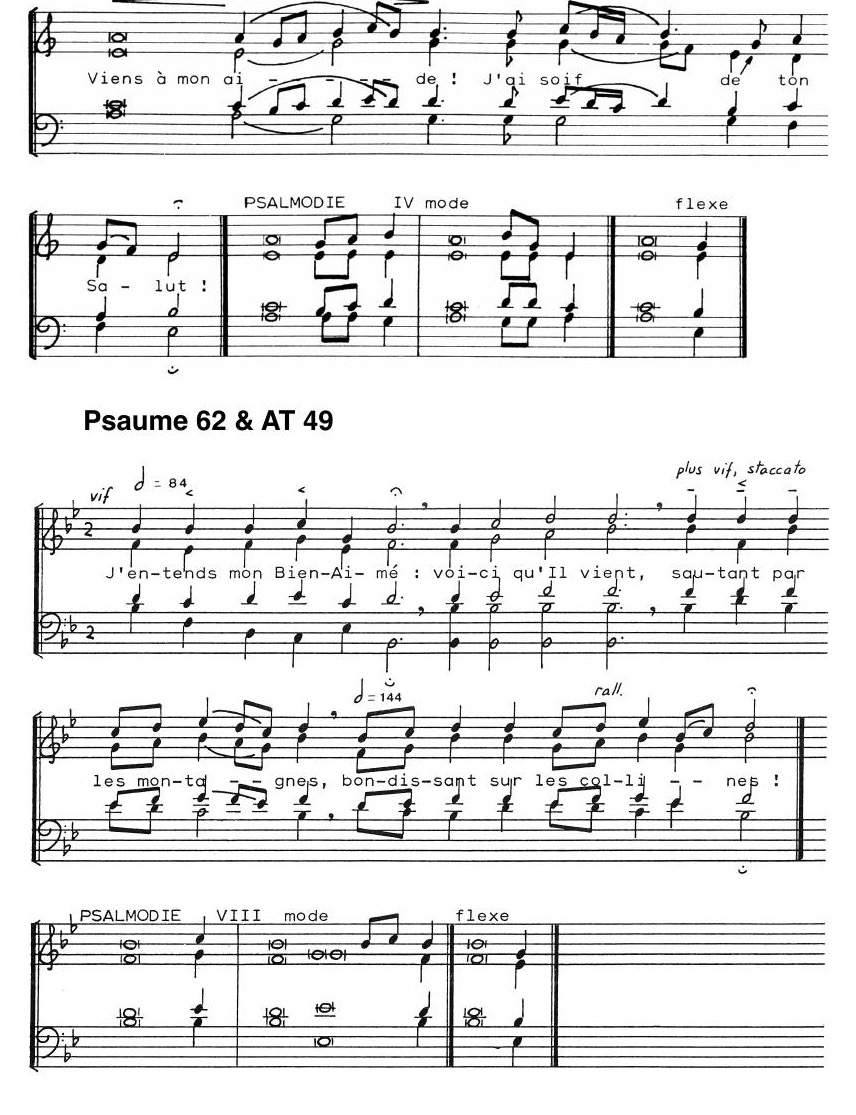 Viens à mon ai - - - - - de ! J'ai soif de ton
PSALMODIE IV mode flexe
Sa - lut !
Psaume 62 & AT 49
plus vif, staccato
vif = 84
2
J'en-tends mon Bien-Ai- mé : voi-ci qu'Il vient, sau-tant par
2
= 144 rall.
les mon-ta - - gnes, bon-dis-sant sur les col-li - - nes !
PSALMODIE VIII mode flexe